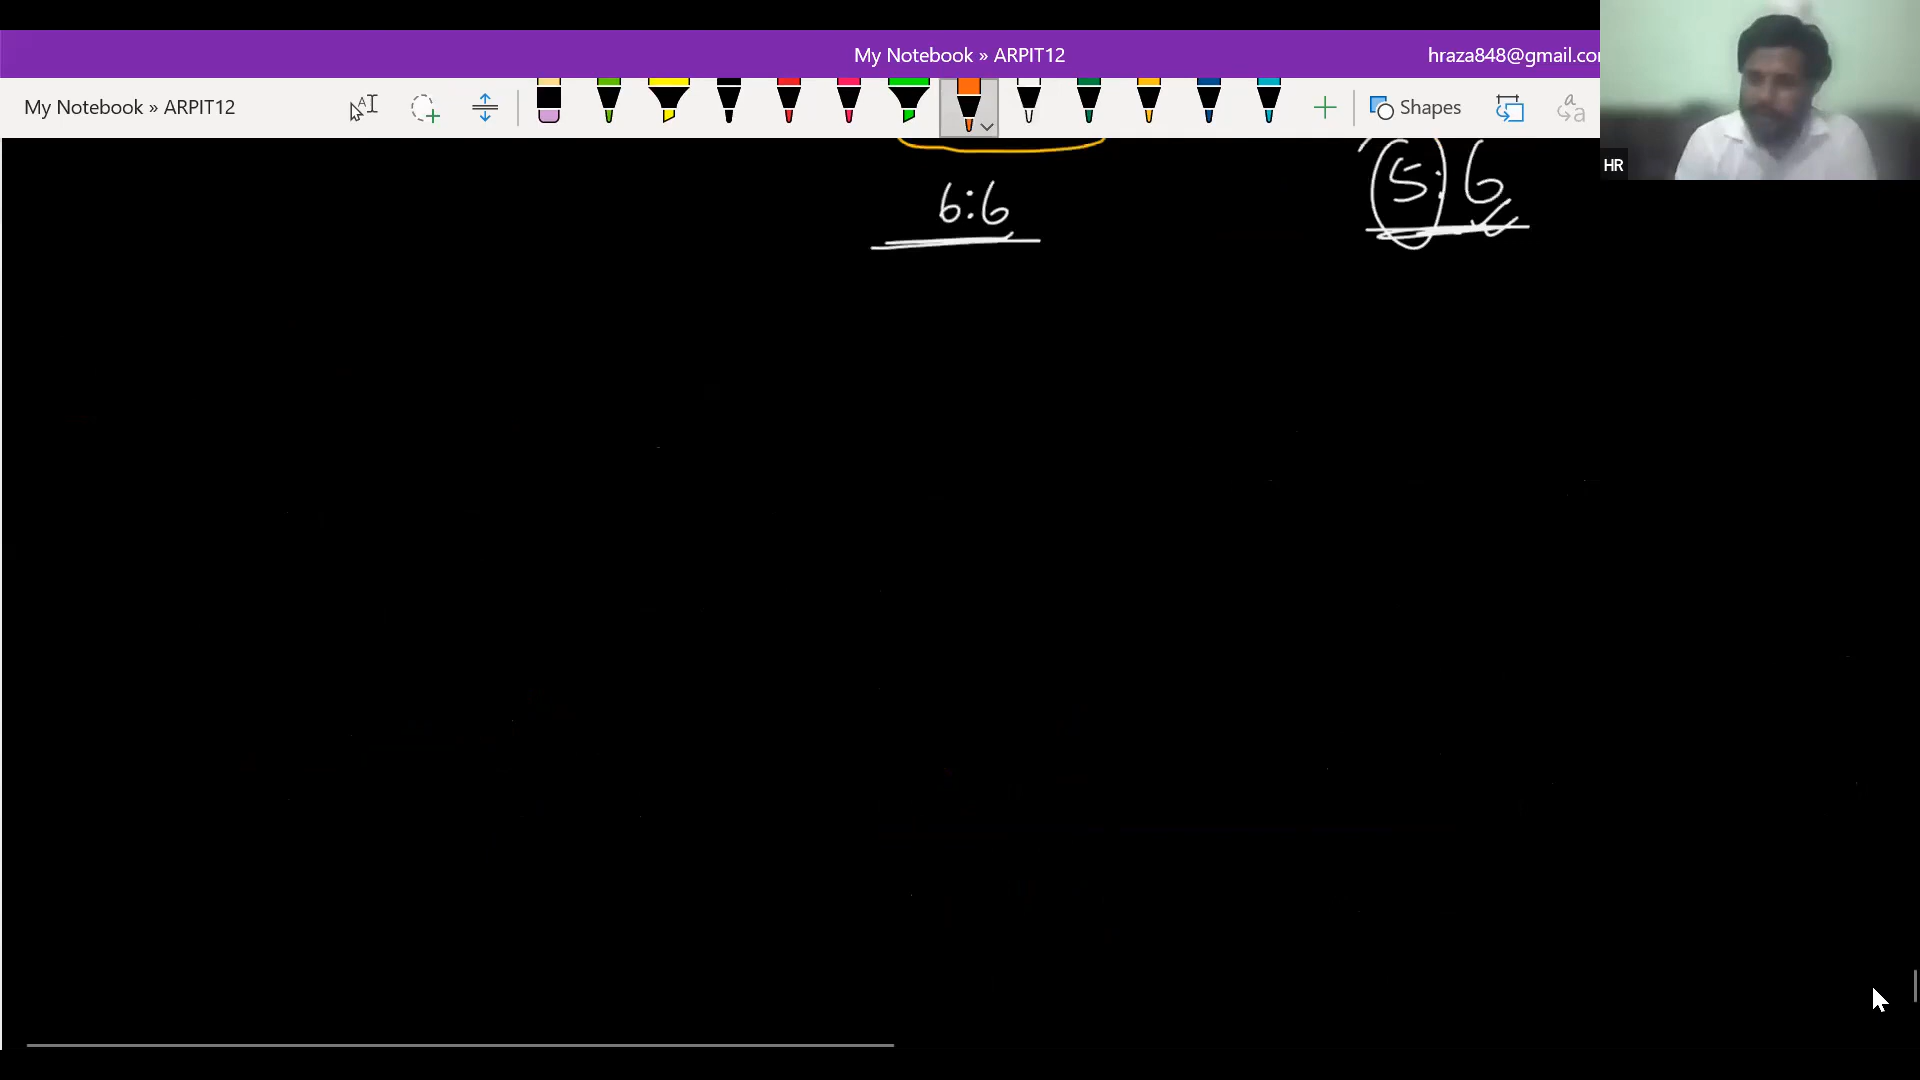 My Notebook » ARPIT12
hraza848@gmail.co
My Notebook » ARPIT12
Shapes
HR
6:6
5:6